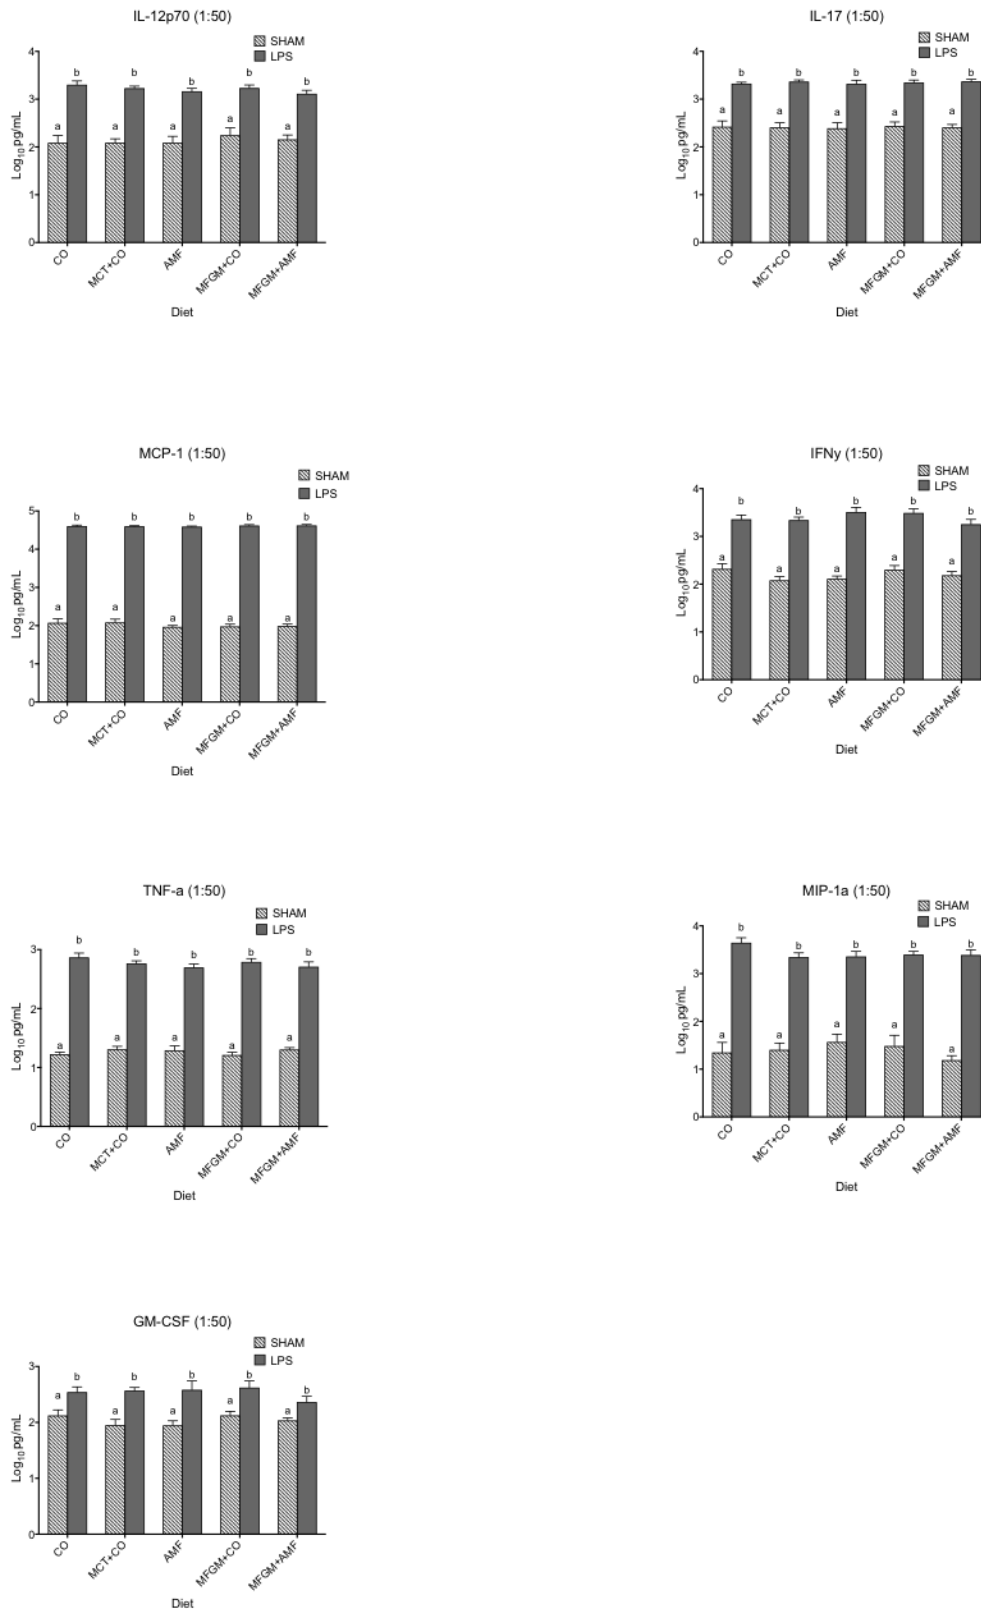 IL-12p70 (1:50)
SHAM
LPS
Log10 pg/mL
4
3
2
1
0
a b a b a b a b a b
CO MCT+CO AMF MFGM+CO MFGM+AMF
Diet
IL-17 (1:50)
SHAM
LPS
Log10 pg/mL
4
3
2
1
0
a b a b a b a b a b
CO MCT+CO AMF MFGM+CO MFGM+AMF
Diet
MCP-1 (1:50)
SHAM
LPS
Log10 pg/mL
5
4
3
2
1
0
a b a b a b a b a b
CO MCT+CO AMF MFGM+CO MFGM+AMF
Diet
IFNy (1:50)
SHAM
LPS
Log10 pg/mL
4
3
2
1
0
a b a b a b a b a b
CO MCT+CO AMF MFGM+CO MFGM+AMF
Diet
TNF-a (1:50)
SHAM
LPS
Log10 pg/mL
3
2
1
0
a b a b a b a b a b
CO MCT+CO AMF MFGM+CO MFGM+AMF
Diet
MIP-1a (1:50)
SHAM
LPS
Log10 pg/mL
4
3
2
1
0
a b a b a b a b a b
CO MCT+CO AMF MFGM+CO MFGM+AMF
Diet
GM-CSF (1:50)
SHAM
LPS
Log10 pg/mL
3
2
1
0
a b a b a b a b a b
CO MCT+CO AMF MFGM+CO MFGM+AMF
Diet